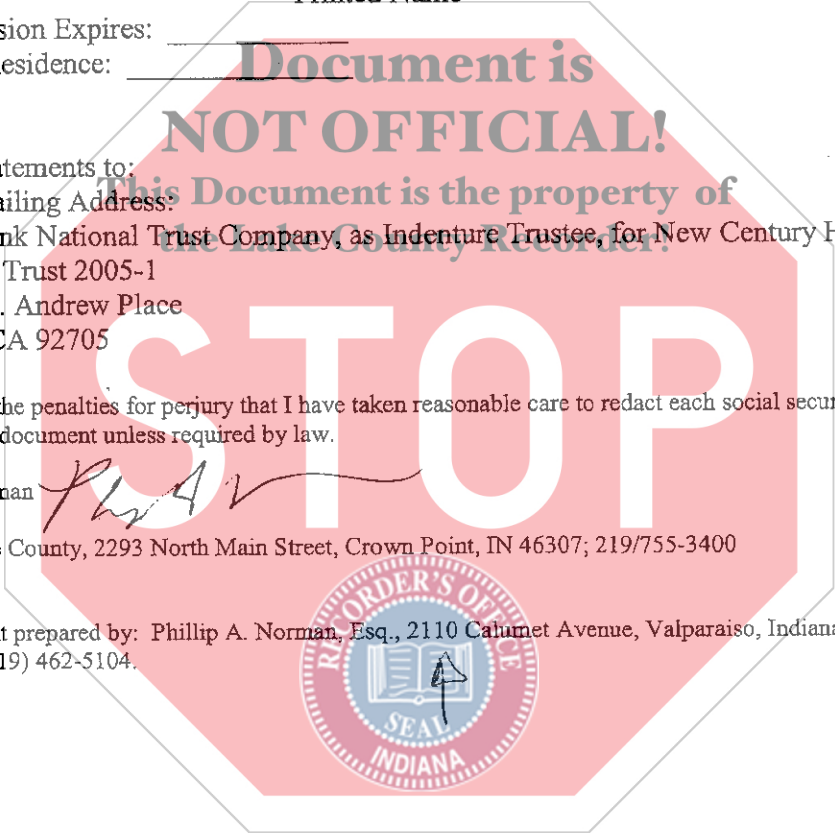 Printed Name
sion Expires:
esidence:
Document is
NOT OFFICIAL!
tements to:
ailing Address:
This Document is the property of
nk National Trust Company, as Indenture Trustee, for New Century H
the Lake County Recorder!
Trust 2005-1
. Andrew Place
CA 92705
STOP
he penalties for perjury that I have taken reasonable care to redact each social secur
document unless required by law.
nan
County, 2293 North Main Street, Crown Point, IN 46307; 219/755-3400
t prepared by: Phillip A. Norman, Esq., 2110 Calumet Avenue, Valparaiso, Indiana
19) 462-5104.
RECORDER'S OFFICE
SEAL
INDIANA